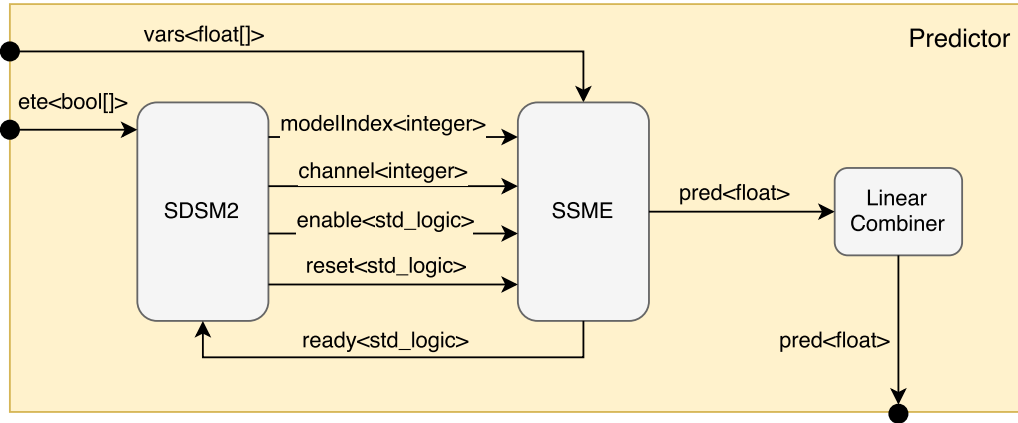 vars<float[]>
Predictor
ete<bool[]>
modelIndex<integer>
channel<integer>
SDSM2
SSME
enable<std_logic>
reset<std_logic>
ready<std_logic>
pred<float>
Linear
Combiner
pred<float>